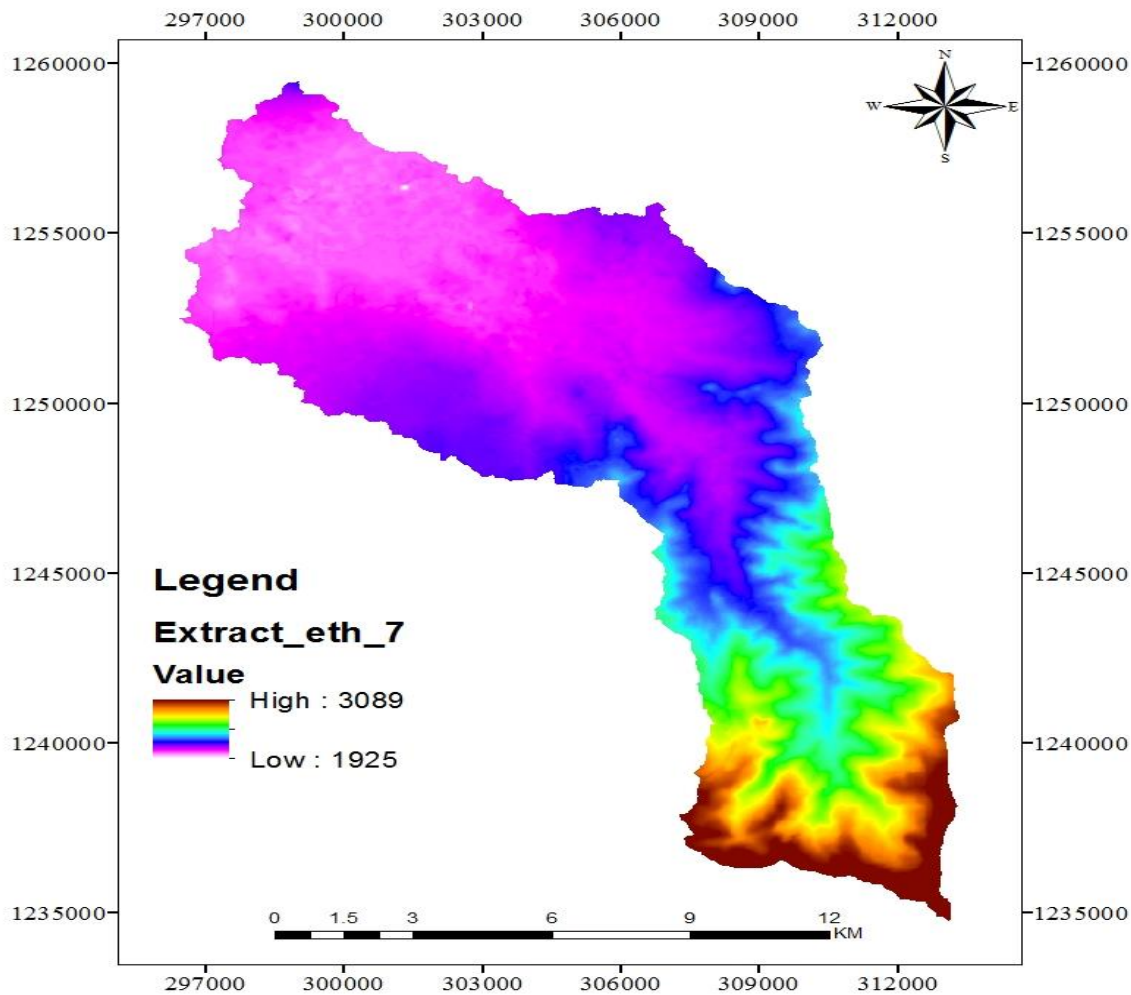 297000 300000 303000 306000 309000 312000
1260000 1260000
N
W E
S
1255000 1255000
1250000 1250000
1245000 1245000
Legend
Extract_eth_7
Value
High : 3089
Low : 1925
1240000 1240000
1235000 1235000
0 1.5 3 6 9 12
KM
297000 300000 303000 306000 309000 312000